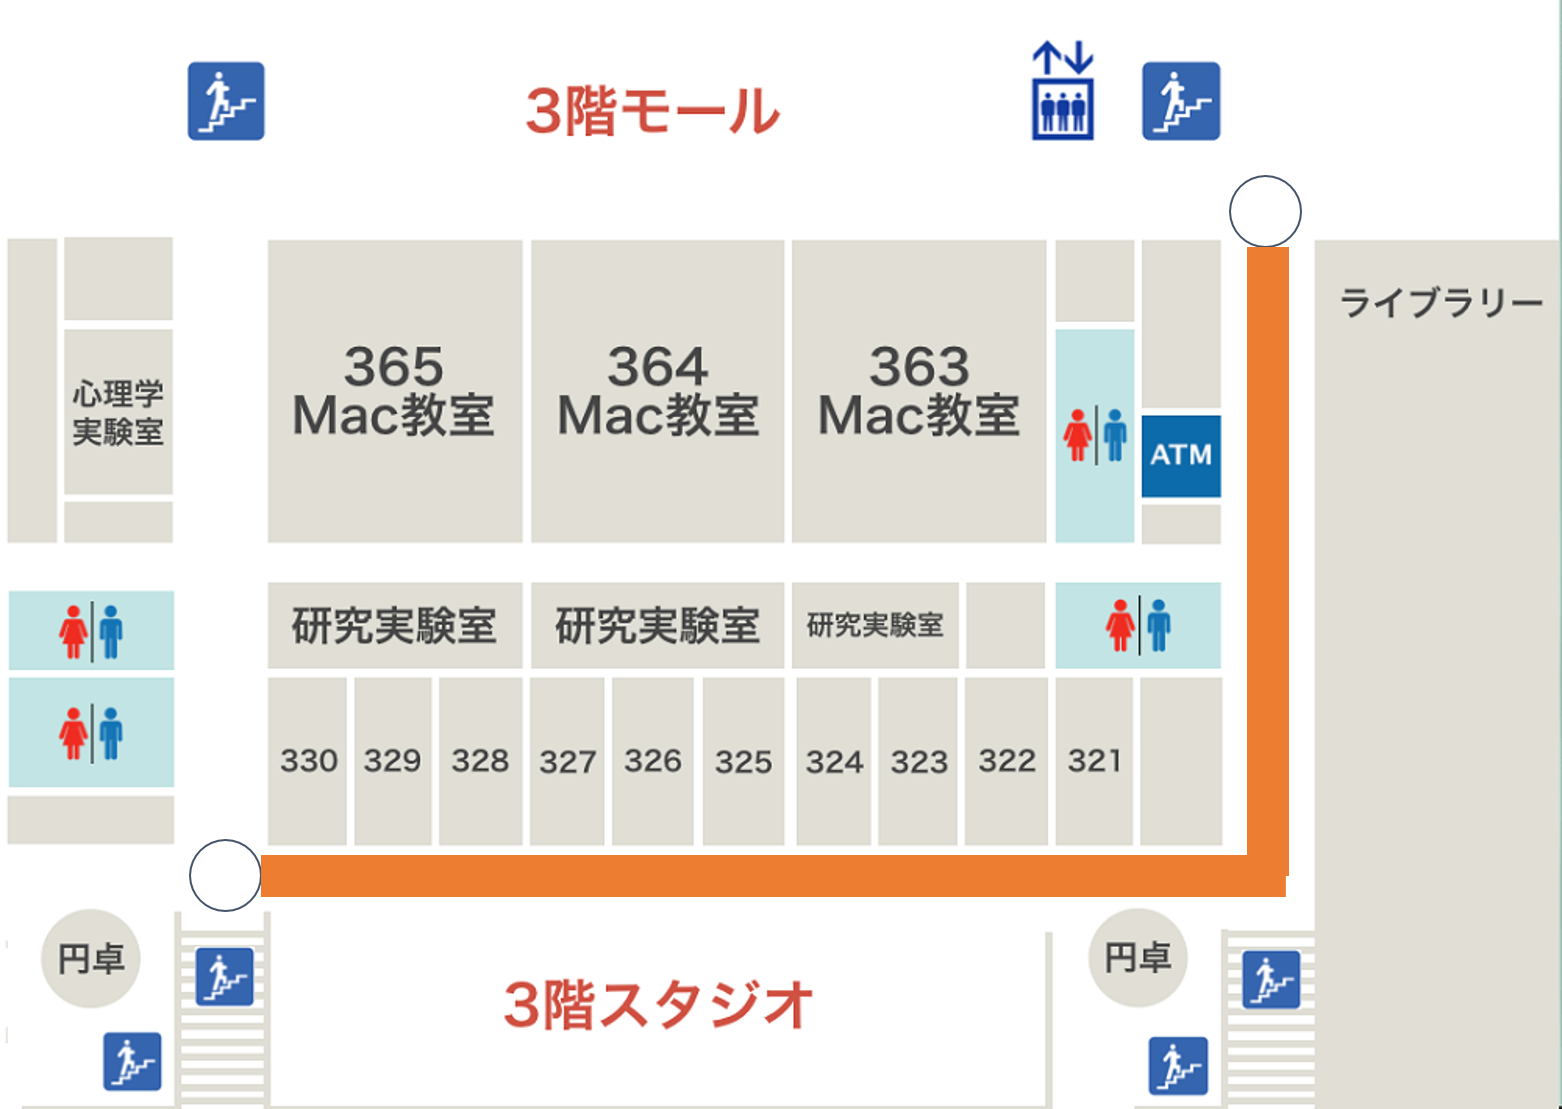 3階モール
ライブラリー
365
Mac教室
364
Mac教室
363
Mac教室
心理学
実験室
ATM
研究実験室
研究実験室
研究実験室
330
329
328
327
326
325
324
323
322
321
円卓
円卓
3階スタジオ